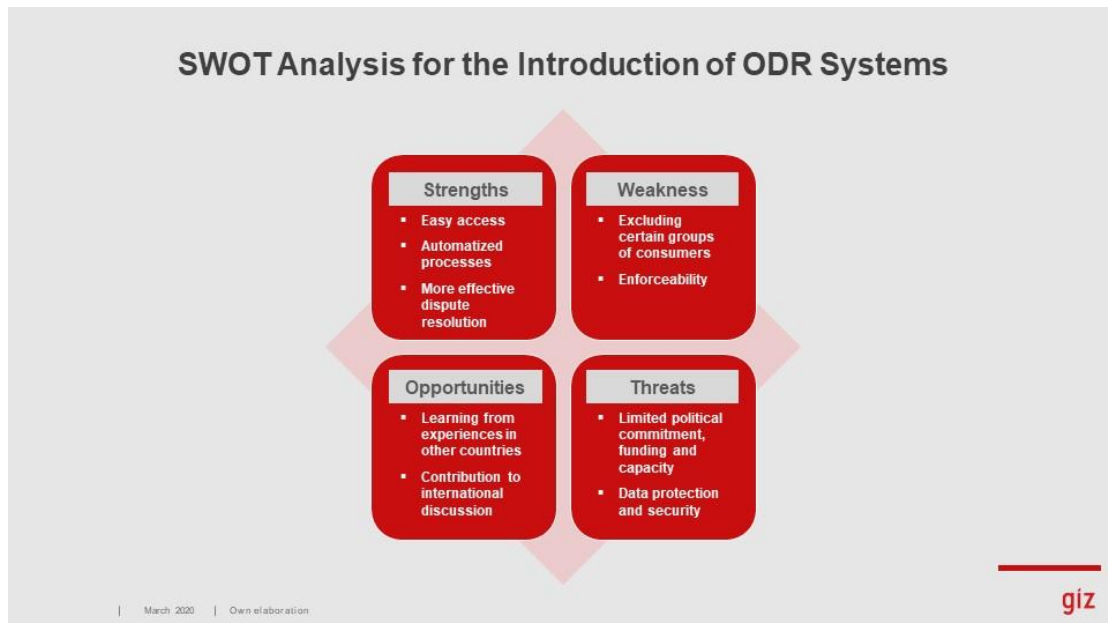 SWOT Analysis for the Introduction of ODR Systems
Strengths
▪ Easy access
▪ Automatized
processes
▪ More effective
dispute
resolution
Weakness
▪ Excluding
certain groups
of consumers
▪ Enforceability
Opportunities
▪ Learning from
experiences in
other countries
▪ Contribution to
international
discussion
Threats
▪ Limited political
commitment,
funding and
capacity
▪ Data protection
and security
| March 2020 | Own elaboration
giz